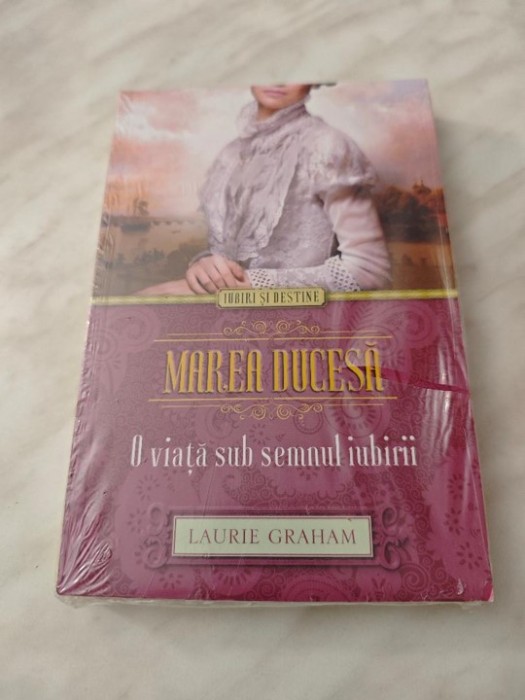 IUBIRI ȘI DESTINE
MAREA DUCESĂ
O viață sub semnul iubirii
LAURIE GRAHAM